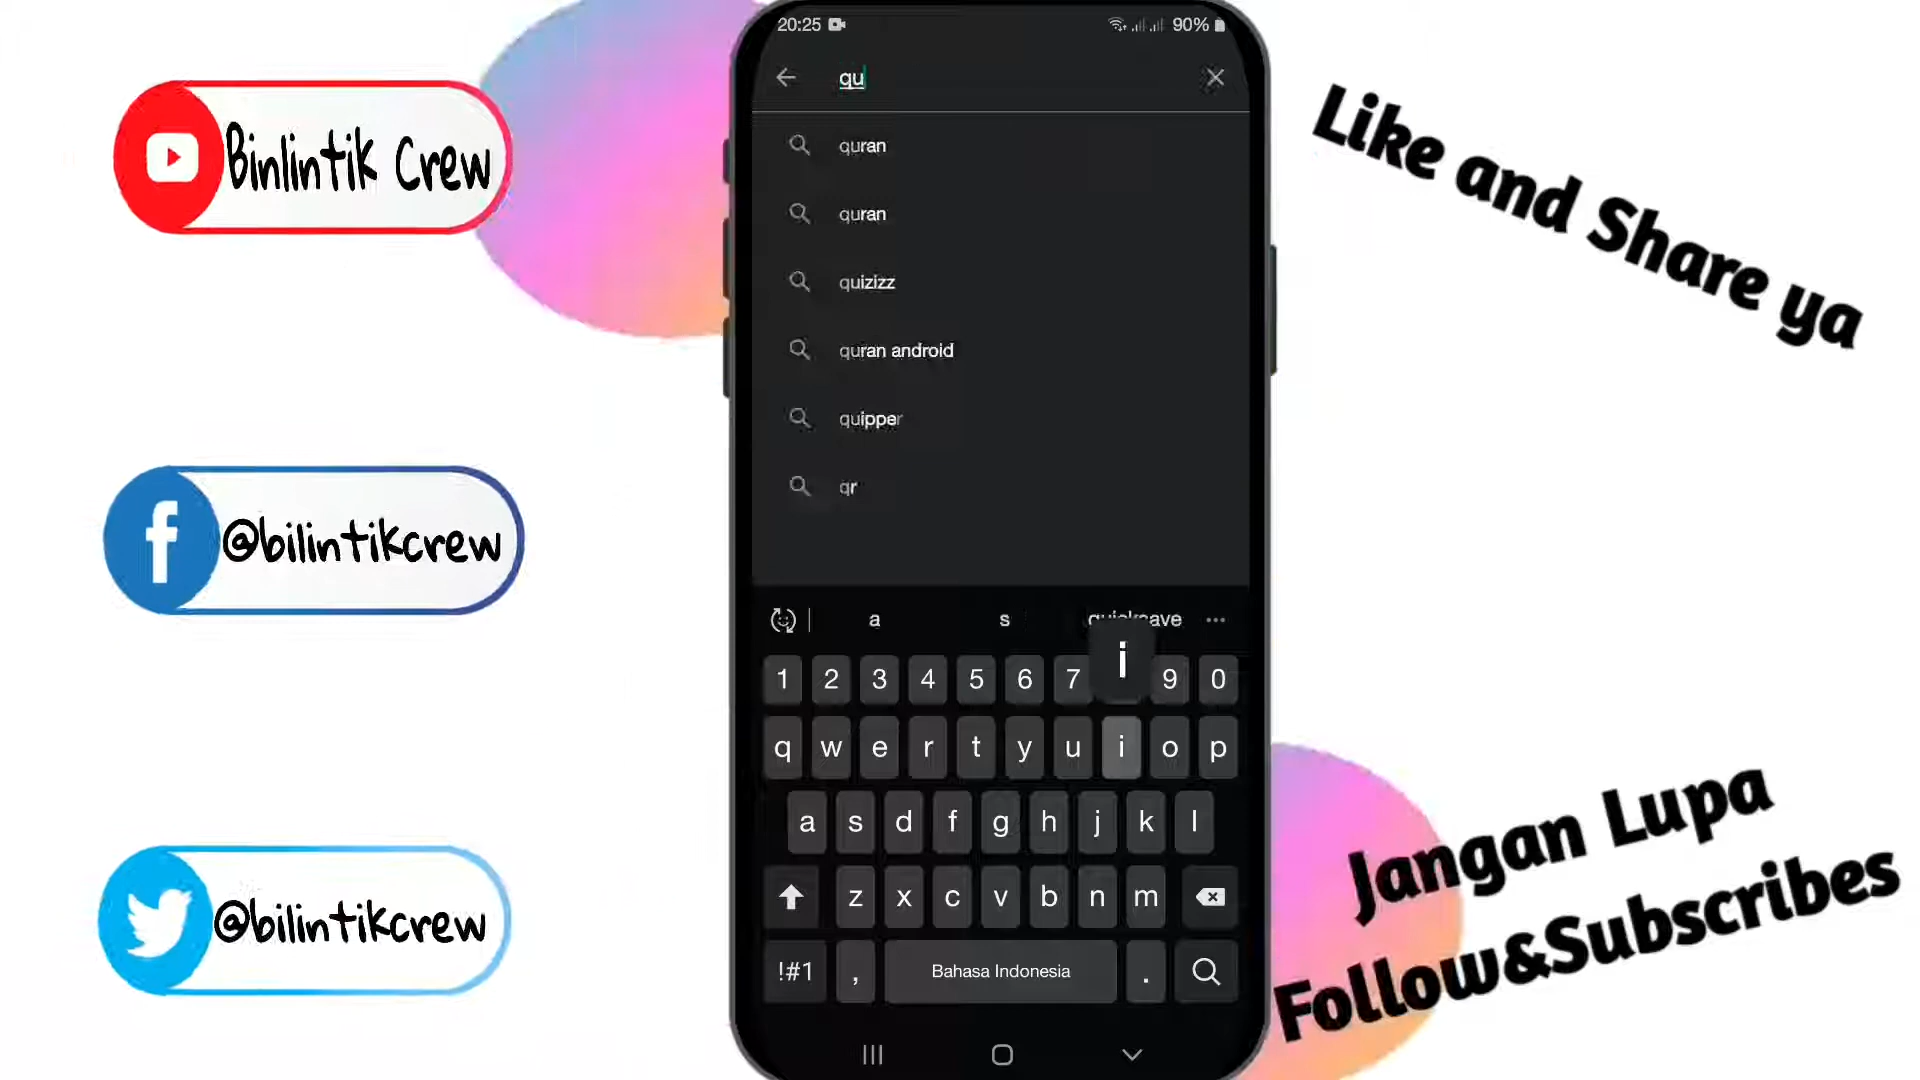 20:25
90%
qu
quran
quran
quizizz
quran android
quipper
qr
a s
i
1 2 3 4 5 6 7 9 0
q w e r t y u i o p
a s d f g h j k l
z x c v b n m
!#1 , Bahasa Indonesia .
Binlintik Crew
@bilintikcrew
@bilintikcrew
Like and Share ya
Jangan Lupa
Follow&Subscribes